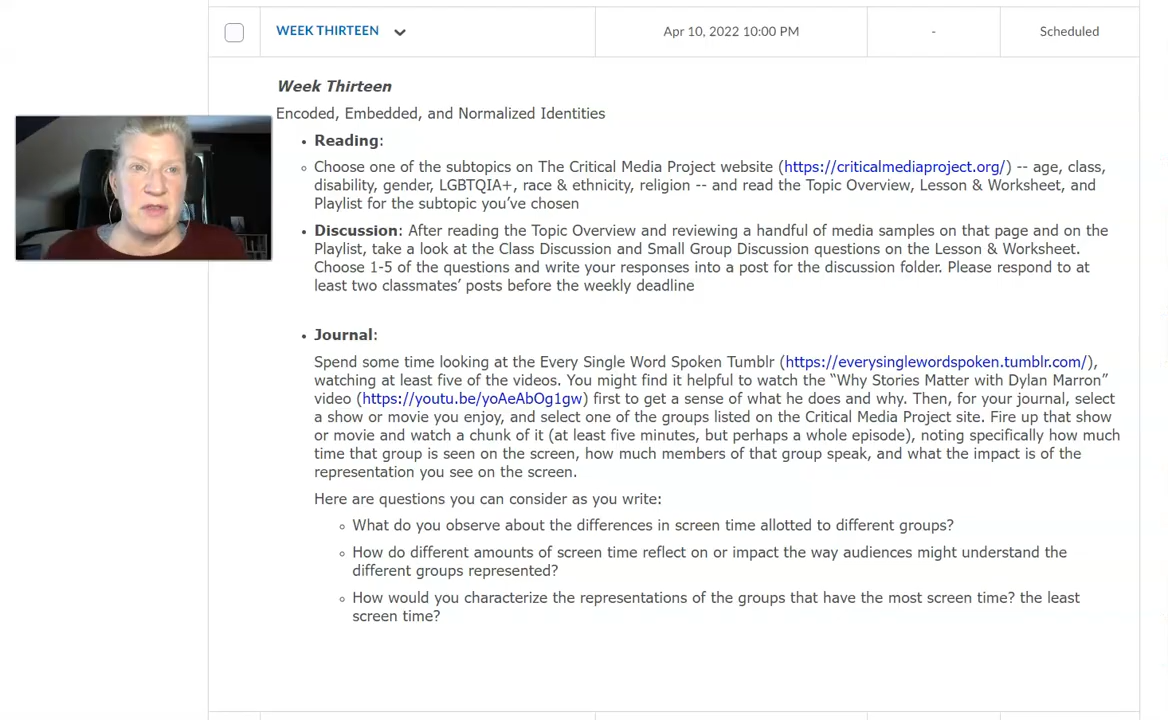 WEEK THIRTEEN
Apr 10, 2022 10:00 PM
-
Scheduled
Week Thirteen
Encoded, Embedded, and Normalized Identities
Reading:
Choose one of the subtopics on The Critical Media Project website (https://criticalmediaproject.org/) -- age, class,
disability, gender, LGBTQIA+, race & ethnicity, religion -- and read the Topic Overview, Lesson & Worksheet, and
Playlist for the subtopic you've chosen
Discussion: After reading the Topic Overview and reviewing a handful of media samples on that page and on the
Playlist, take a look at the Class Discussion and Small Group Discussion questions on the Lesson & Worksheet.
Choose 1-5 of the questions and write your responses into a post for the discussion folder. Please respond to at
least two classmates' posts before the weekly deadline
Journal:
Spend some time looking at the Every Single Word Spoken Tumblr (https://everysinglewordspoken.tumblr.com/),
watching at least five of the videos. You might find it helpful to watch the “Why Stories Matter with Dylan Marron”
video (https://youtu.be/yoAeAbOg1gw) first to get a sense of what he does and why. Then, for your journal, select
a show or movie you enjoy, and select one of the groups listed on the Critical Media Project site. Fire up that show
or movie and watch a chunk of it (at least five minutes, but perhaps a whole episode), noting specifically how much
time that group is seen on the screen, how much members of that group speak, and what the impact is of the
representation you see on the screen.
Here are questions you can consider as you write:
What do you observe about the differences in screen time allotted to different groups?
How do different amounts of screen time reflect on or impact the way audiences might understand the
different groups represented?
How would you characterize the representations of the groups that have the most screen time? the least
screen time?